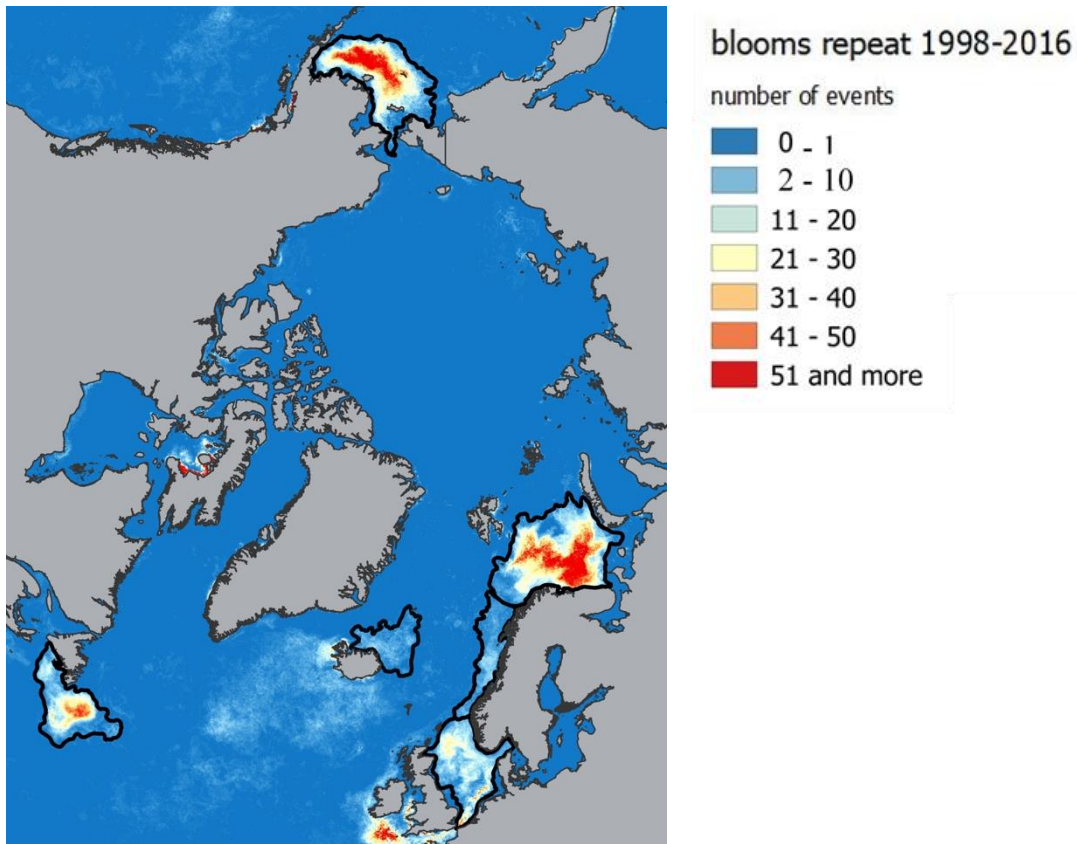 blooms repeat 1998-2016
number of events
0 - 1
2 - 10
11 - 20
21 - 30
31 - 40
41 - 50
51 and more